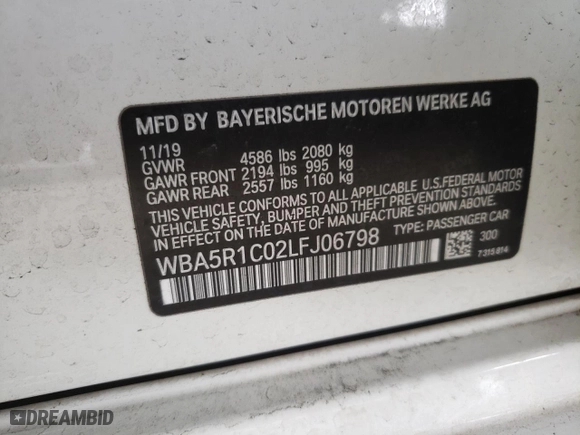 MFD BY BAYERISCHE MOTOREN WERKE AG
11/19
GVWR 4586 lbs 2080 kg
GAWR FRONT 2194 lbs 995 kg
GAWR REAR 2557 lbs 1160 kg
THIS VEHICLE CONFORMS TO ALL APPLICABLE U.S.FEDERAL MOTOR
VEHICLE SAFETY, BUMPER AND THEFT PREVENTION STANDARDS
IN EFFECT ON THE DATE OF MANUFACTURE SHOWN ABOVE.
WBA5R1C02LFJ06798 TYPE: PASSENGER CAR
300
7315814
DREAMBID